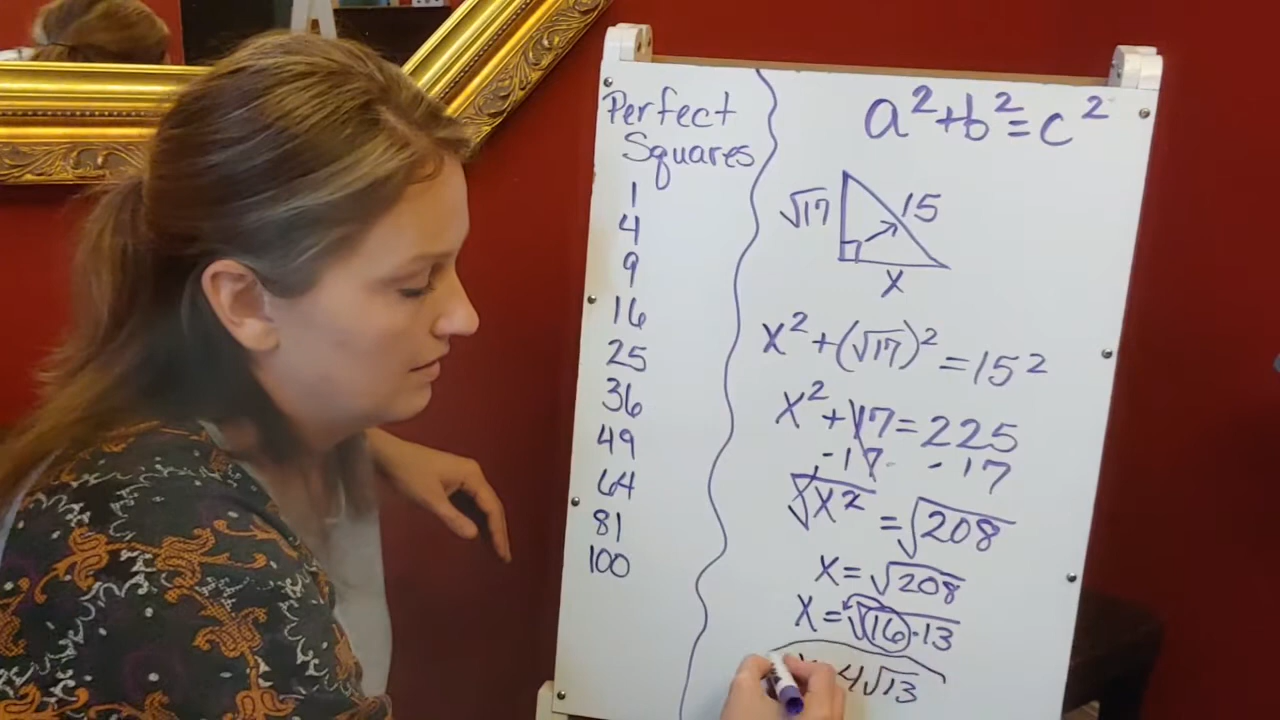 Perfect
Squares
1
4
9
16
25
36
49
64
81
100
a²+b²=c²
√17
15
x
x²+(√17)²=15²
x²+17=225
-17 -17
√x² =√208
x=√208
x=√16·13
4√13